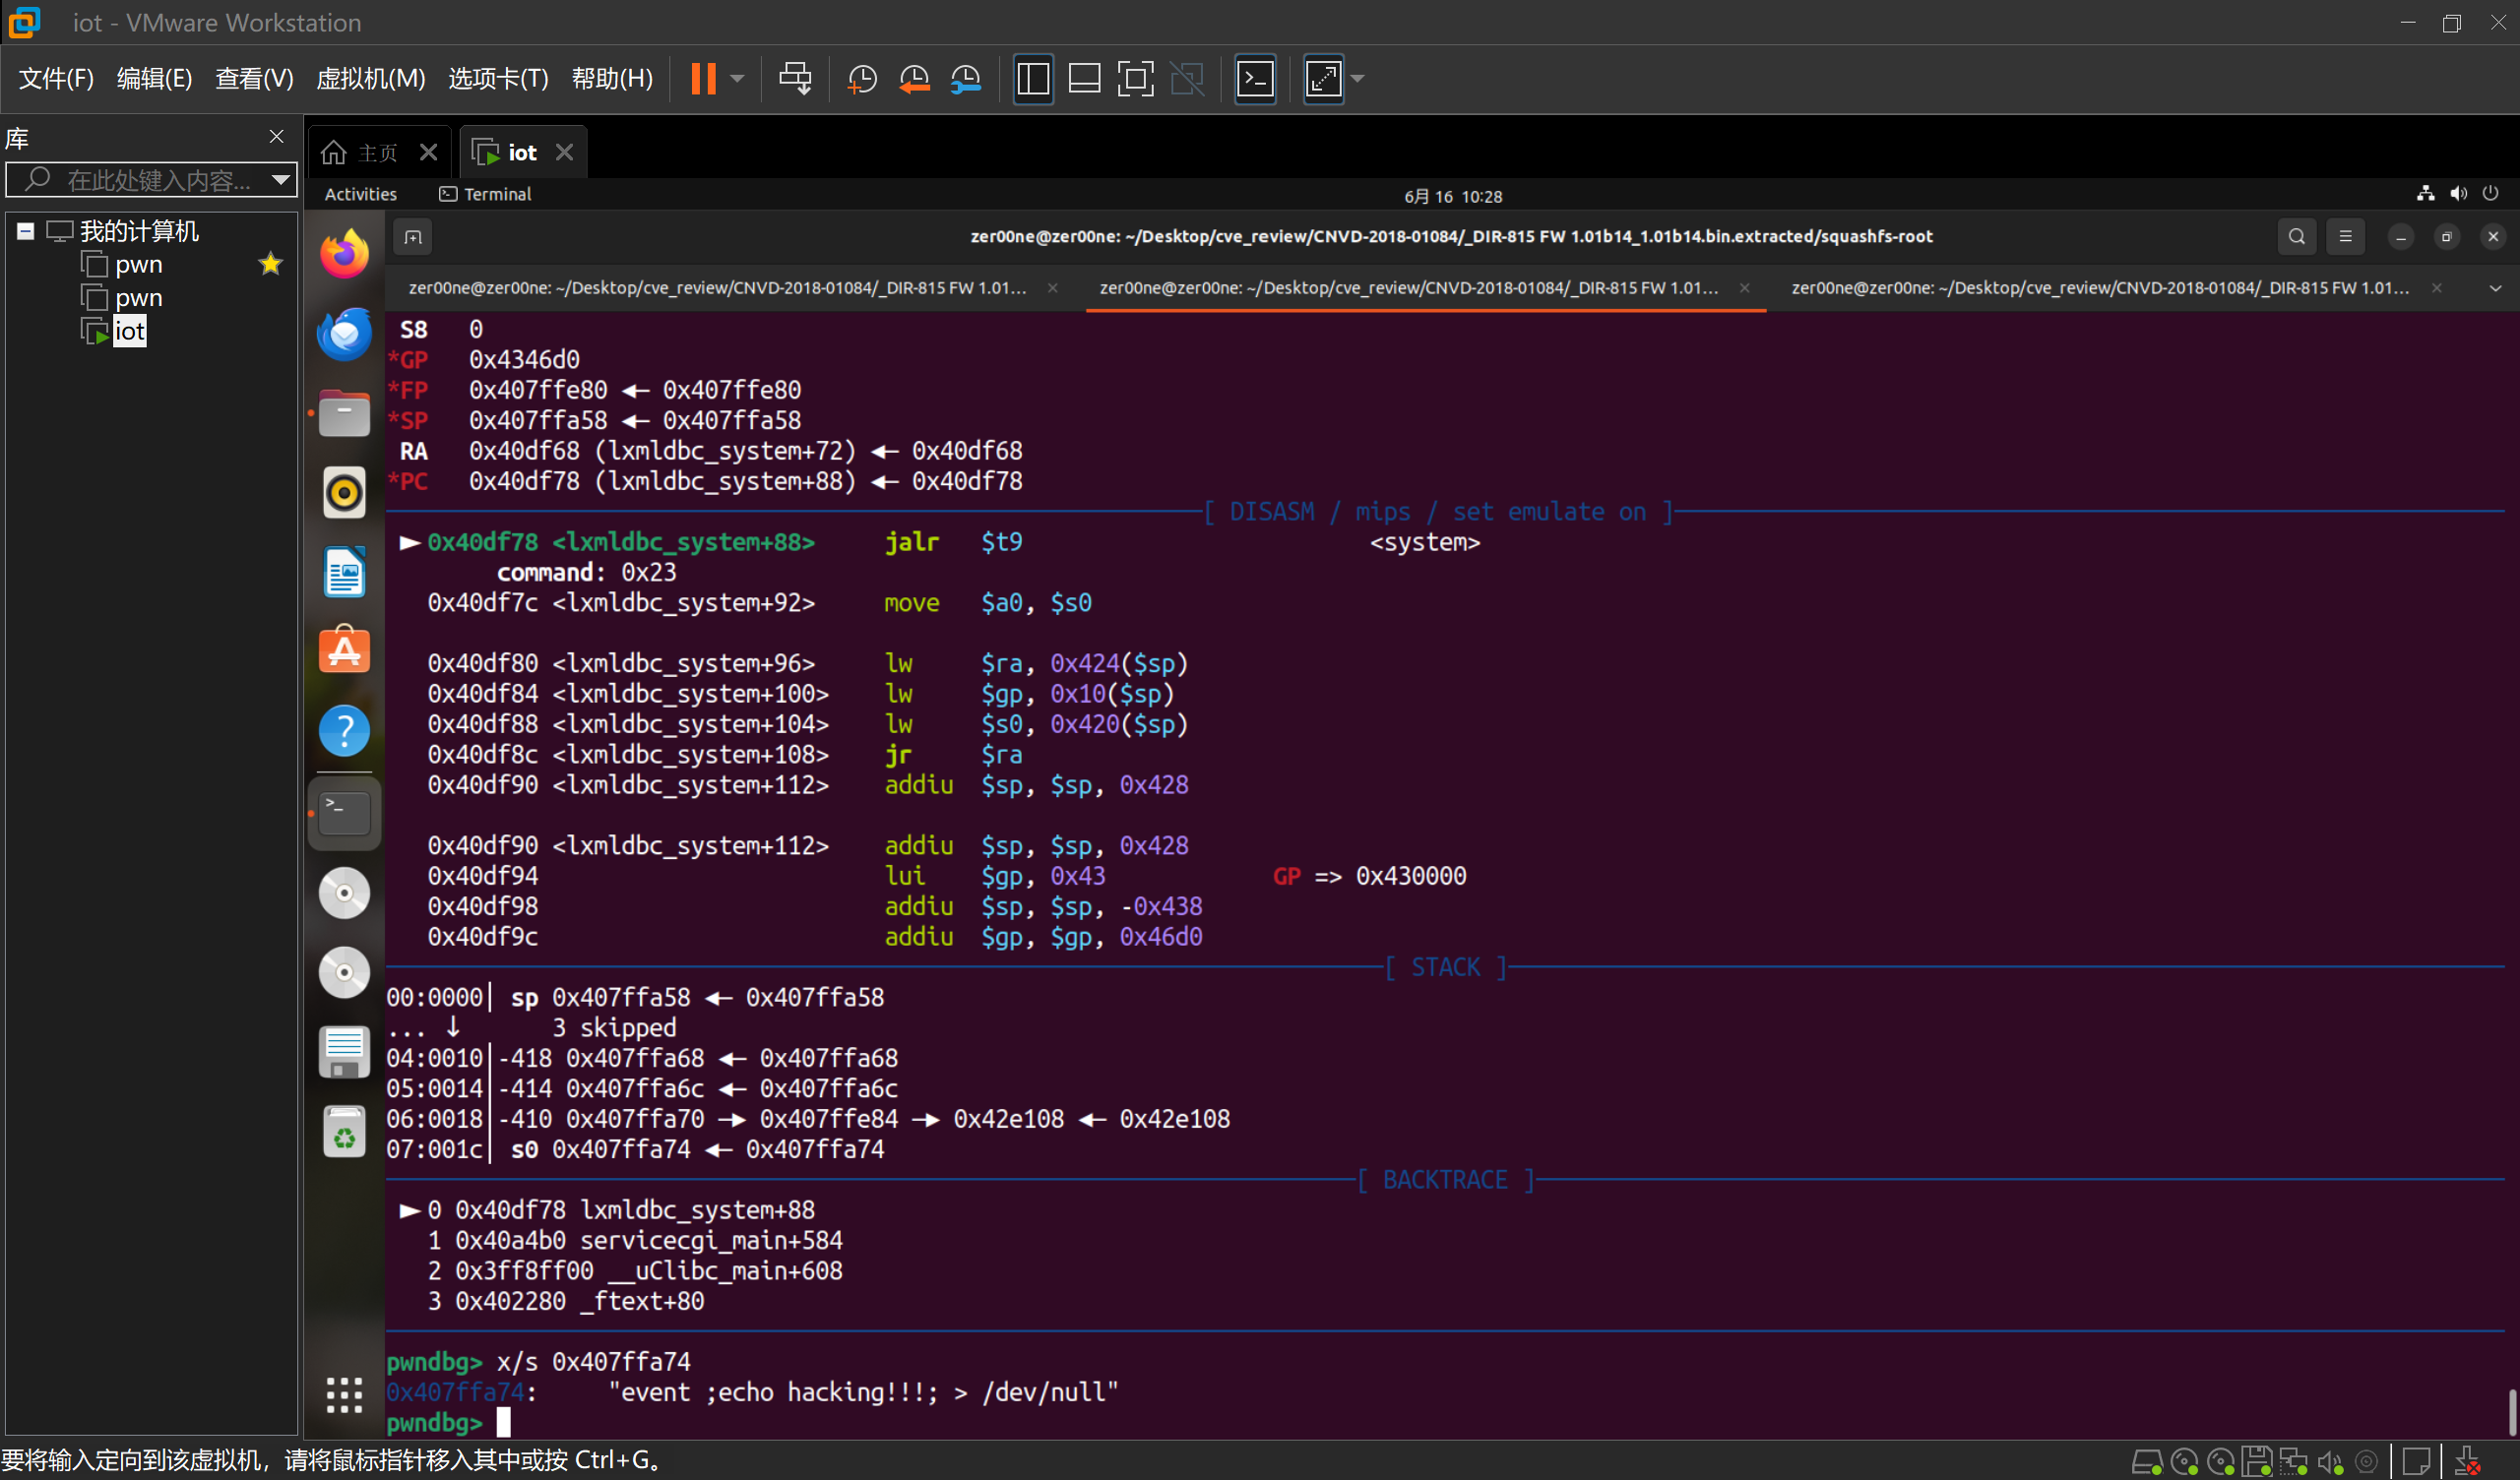 iot - VMware Workstation
文件(F) 编辑(E) 查看(V) 虚拟机(M) 选项卡(T) 帮助(H)
库
在此处键入内容...
我的计算机
pwn
pwn
iot
主页
iot
Activities Terminal 6月 16 10:28
zer00ne@zer00ne: ~/Desktop/cve_review/CNVD-2018-01084/_DIR-815 FW 1.01b14_1.01b14.bin.extracted/squashfs-root
zer00ne@zer00ne: ~/Desktop/cve_review/CNVD-2018-01084/_DIR-815 FW 1.01... zer00ne@zer00ne: ~/Desktop/cve_review/CNVD-2018-01084/_DIR-815 FW 1.01... zer00ne@zer00ne: ~/Desktop/cve_review/CNVD-2018-01084/_DIR-815 FW 1.01...
S8 0
*GP 0x4346d0
*FP 0x407ffe80 ◂— 0x407ffe80
*SP 0x407ffa58 ◂— 0x407ffa58
RA 0x40df68 (lxmldbc_system+72) ◂— 0x40df68
*PC 0x40df78 (lxmldbc_system+88) ◂— 0x40df78
[ DISASM / mips / set emulate on ]
► 0x40df78 <lxmldbc_system+88> jalr $t9 <system>
command: 0x23
0x40df7c <lxmldbc_system+92> move $a0, $s0
0x40df80 <lxmldbc_system+96> lw $ra, 0x424($sp)
0x40df84 <lxmldbc_system+100> lw $gp, 0x10($sp)
0x40df88 <lxmldbc_system+104> lw $s0, 0x420($sp)
0x40df8c <lxmldbc_system+108> jr $ra
0x40df90 <lxmldbc_system+112> addiu $sp, $sp, 0x428
0x40df90 <lxmldbc_system+112> addiu $sp, $sp, 0x428
0x40df94 lui $gp, 0x43 GP => 0x430000
0x40df98 addiu $sp, $sp, -0x438
0x40df9c addiu $gp, $gp, 0x46d0
[ STACK ]
00:0000│ sp 0x407ffa58 ◂— 0x407ffa58
... ↓ 3 skipped
04:0010│-418 0x407ffa68 ◂— 0x407ffa68
05:0014│-414 0x407ffa6c ◂— 0x407ffa6c
06:0018│-410 0x407ffa70 —▸ 0x407ffe84 —▸ 0x42e108 ◂— 0x42e108
07:001c│ s0 0x407ffa74 ◂— 0x407ffa74
[ BACKTRACE ]
► 0 0x40df78 lxmldbc_system+88
1 0x40a4b0 servicecgi_main+584
2 0x3ff8ff00 __uClibc_main+608
3 0x402280 _ftext+80
pwndbg> x/s 0x407ffa74
0x407ffa74: "event ;echo hacking!!!; > /dev/null"
pwndbg>
要将输入定向到该虚拟机，请将鼠标指针移入其中或按 Ctrl+G。